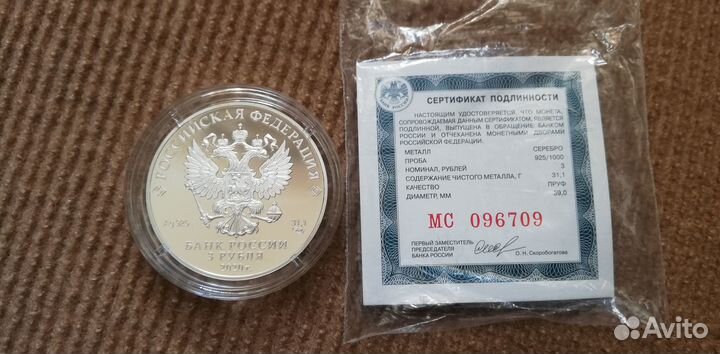 РОССИЙСКАЯ ФЕДЕРАЦИЯ
Ag 925
31,1
БАНК РОССИИ
3 РУБЛЯ
2020 г.
БАНК РОССИИ
СЕРТИФИКАТ ПОДЛИННОСТИ
НАСТОЯЩИМ УДОСТОВЕРЯЕТСЯ, ЧТО МОНЕТА,
СОПРОВОЖДАЕМАЯ ДАННЫМ СЕРТИФИКАТОМ, ЯВЛЯЕТСЯ
ПОДЛИННОЙ, ВЫПУЩЕНА В ОБРАЩЕНИЕ БАНКОМ
РОССИИ И ОТЧЕКАНЕНА МОНЕТНЫМИ ДВОРАМИ
РОССИЙСКОЙ ФЕДЕРАЦИИ.
МЕТАЛЛ СЕРЕБРО
ПРОБА 925/1000
НОМИНАЛ, РУБЛЕЙ 3
СОДЕРЖАНИЕ ЧИСТОГО МЕТАЛЛА, Г 31,1
КАЧЕСТВО ПРУФ
ДИАМЕТР, ММ 39,0
МС 096709
ПЕРВЫЙ ЗАМЕСТИТЕЛЬ
ПРЕДСЕДАТЕЛЯ
БАНКА РОССИИ
О. Н. Скоробогатова
Avito